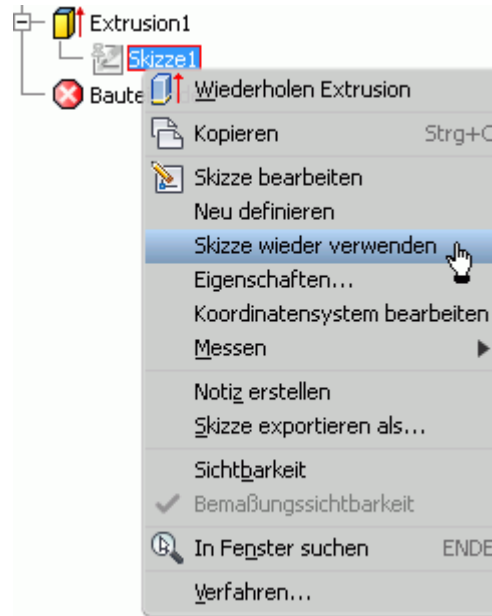 Extrusion1
Skizze1
Baute
Wiederholen Extrusion
Kopieren Strg+C
Skizze bearbeiten
Neu definieren
Skizze wieder verwenden
Eigenschaften...
Koordinatensystem bearbeiten
Messen
Notiz erstellen
Skizze exportieren als...
Sichtbarkeit
Bemaßungssichtbarkeit
In Fenster suchen ENDE
Verfahren...